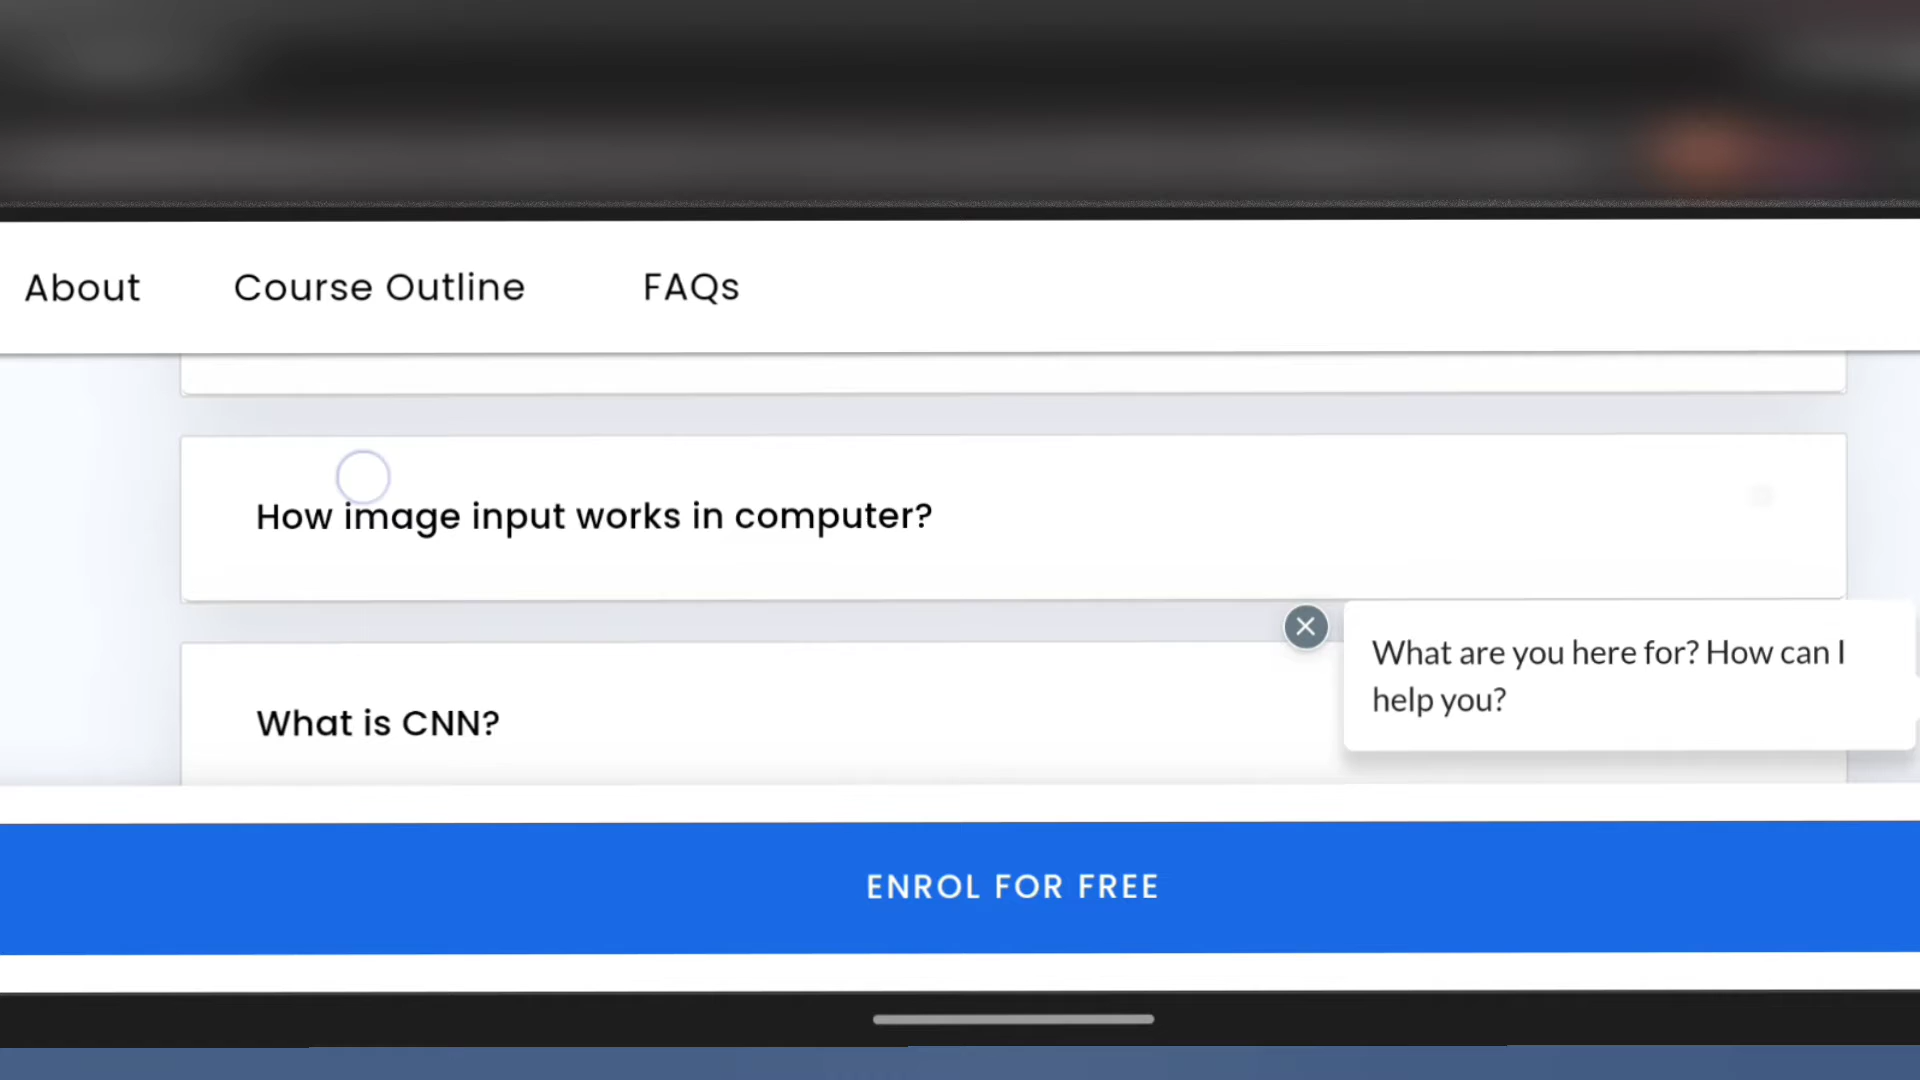 About Course Outline FAQs
How image input works in computer?
What is CNN?
What are you here for? How can I
help you?
ENROL FOR FREE